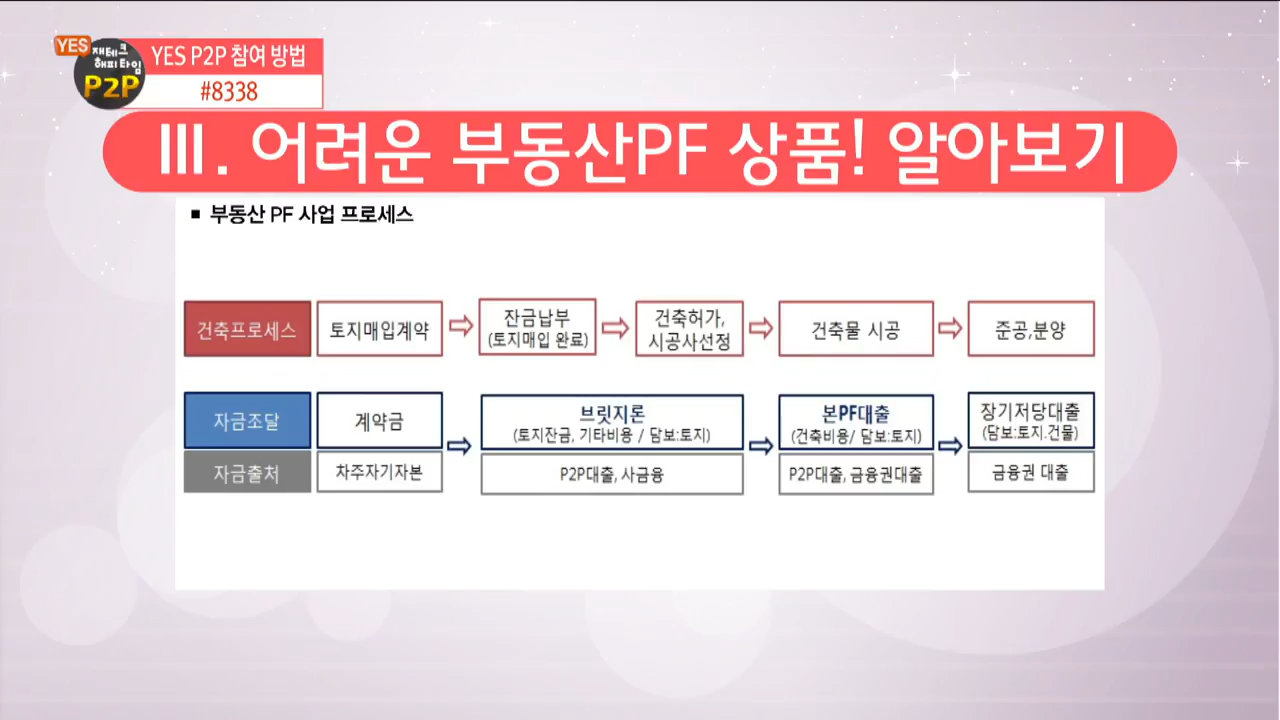 YES
재테크
해피타임
P2P
YES P2P 참여 방법
#8338
Ⅲ. 어려운 부동산PF 상품! 알아보기
■ 부동산 PF 사업 프로세스
건축프로세스
토지매입계약
잔금납부
(토지매입 완료)
건축허가,
시공사선정
건축물 시공
준공,분양
자금조달
계약금
브릿지론
(토지잔금, 기타비용 / 담보:토지)
본PF대출
(건축비용/ 담보:토지)
장기저당대출
(담보:토지.건물)
자금출처
차주자기자본
P2P대출, 사금융
P2P대출, 금융권대출
금융권 대출